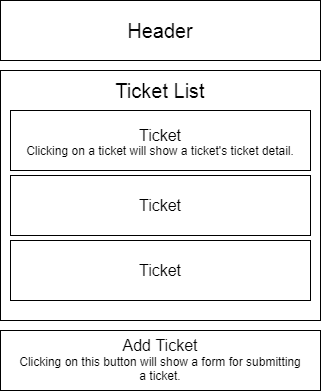 Header
Ticket List
Ticket
Clicking on a ticket will show a ticket's ticket detail.
Ticket
Ticket
Add Ticket
Clicking on this button will show a form for submitting
a ticket.